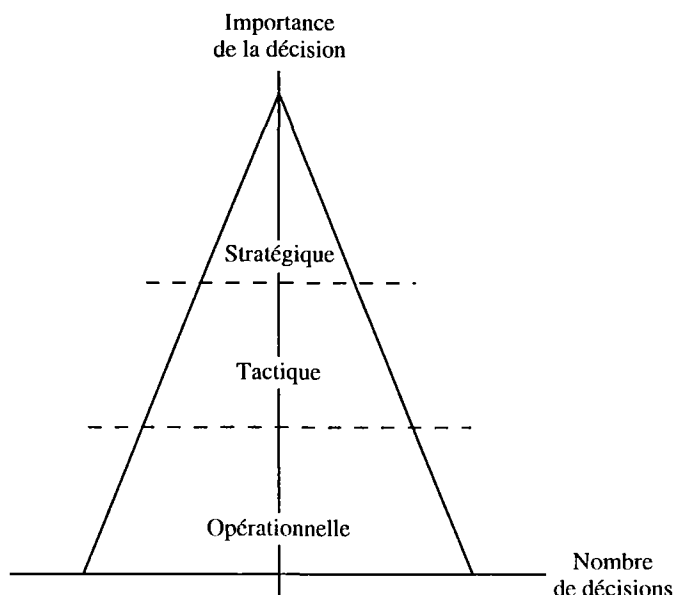 Importance
de la décision
Stratégique
Tactique
Opérationnelle
Nombre
de décisions